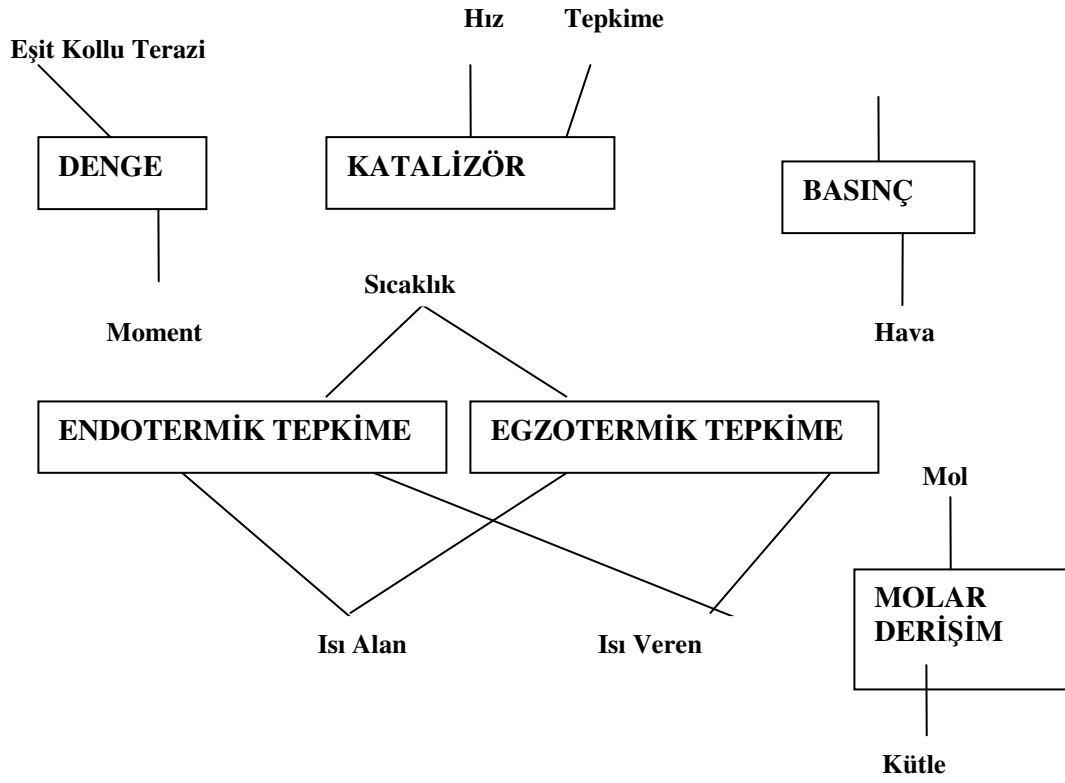 Hız Tepkime
Eşit Kollu Terazi
DENGE
KATALİZÖR
BASINÇ
Sıcaklık
Moment
Hava
ENDOTERMİK TEPKİME
EGZOTERMİK TEPKİME
Mol
MOLAR
DERİŞİM
Isı Alan
Isı Veren
Kütle